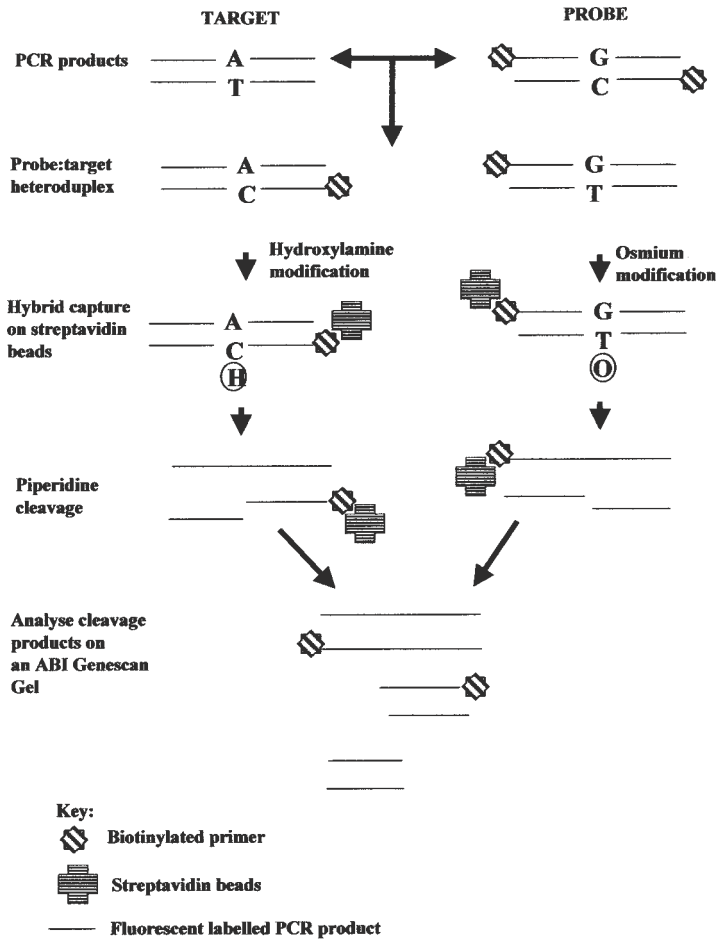 TARGET
PROBE
PCR products
A
T
G
C
Probe:target
heteroduplex
A
C
G
T
Hydroxylamine
modification
Osmium
modification
Hybrid capture
on streptavidin
beads
A
C
H
G
T
O
Piperidine
cleavage
Analyse cleavage
products on
an ABI Genescan
Gel
Key:
Biotinylated primer
Streptavidin beads
Fluorescent labelled PCR product